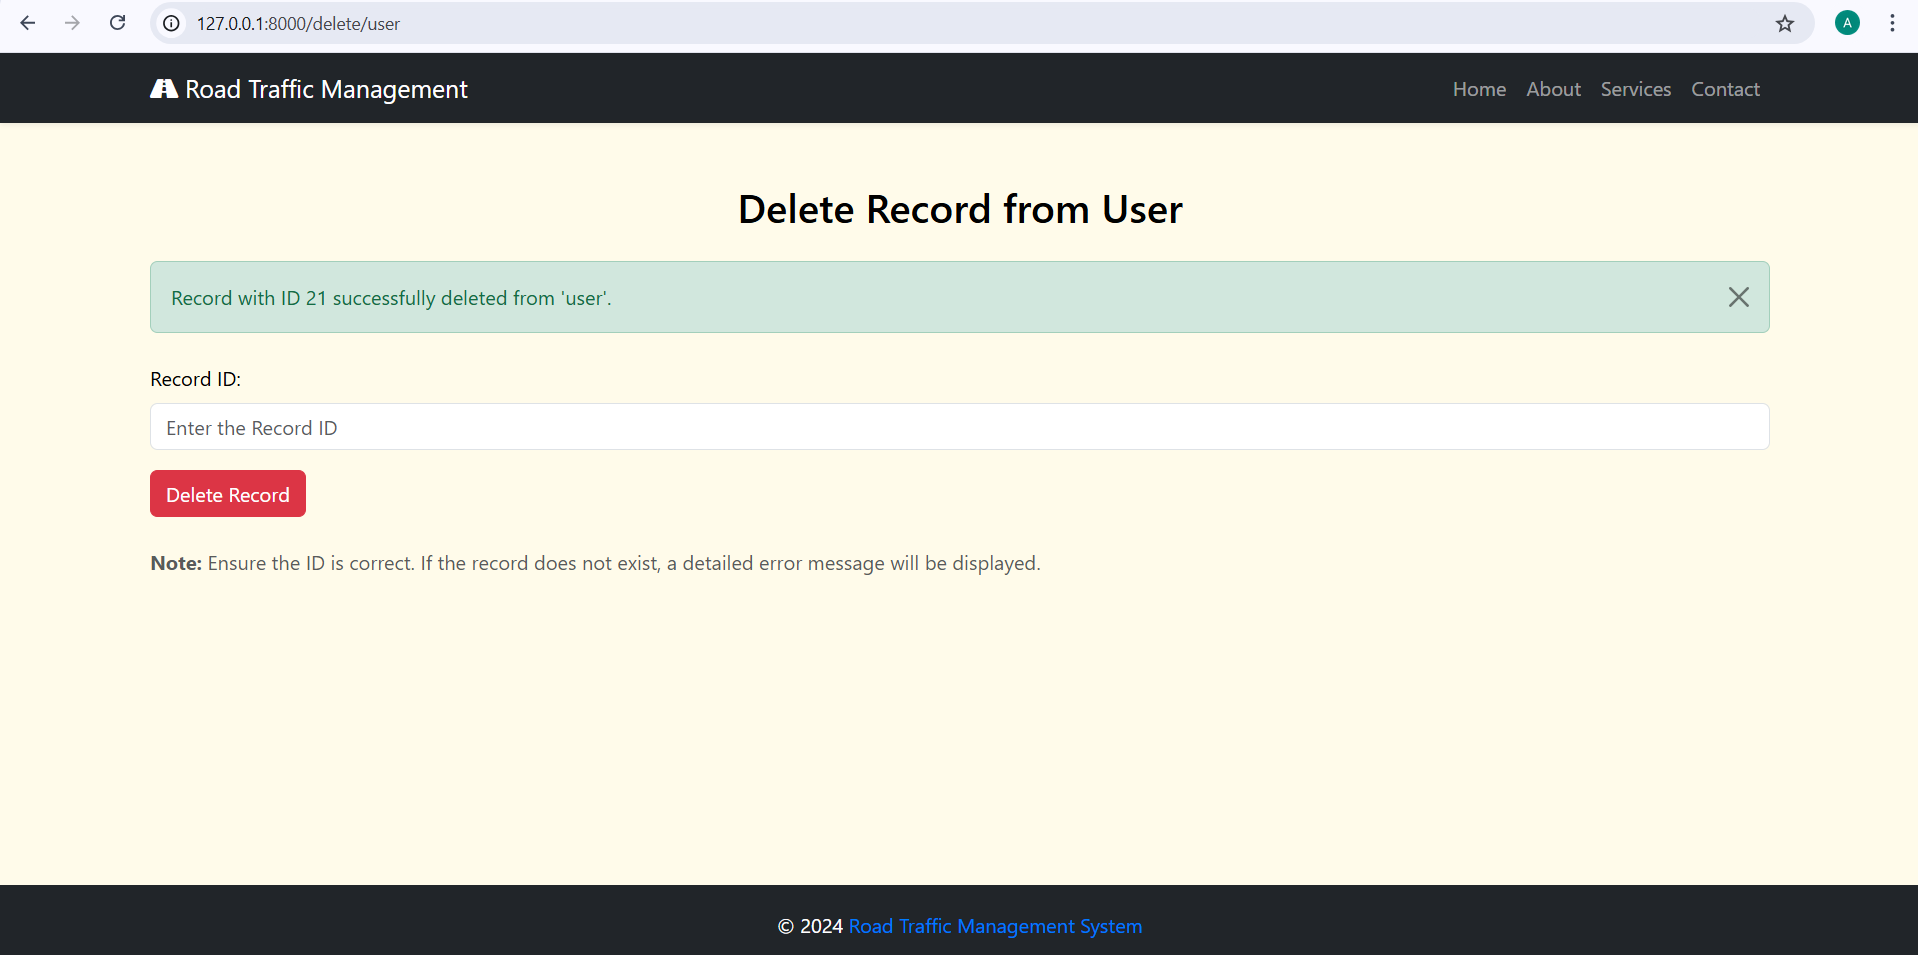 127.0.0.1:8000/delete/user
A
Road Traffic Management
Home About Services Contact
Delete Record from User
Record with ID 21 successfully deleted from 'user'.
Record ID:
Enter the Record ID
Delete Record
Note: Ensure the ID is correct. If the record does not exist, a detailed error message will be displayed.
© 2024 Road Traffic Management System